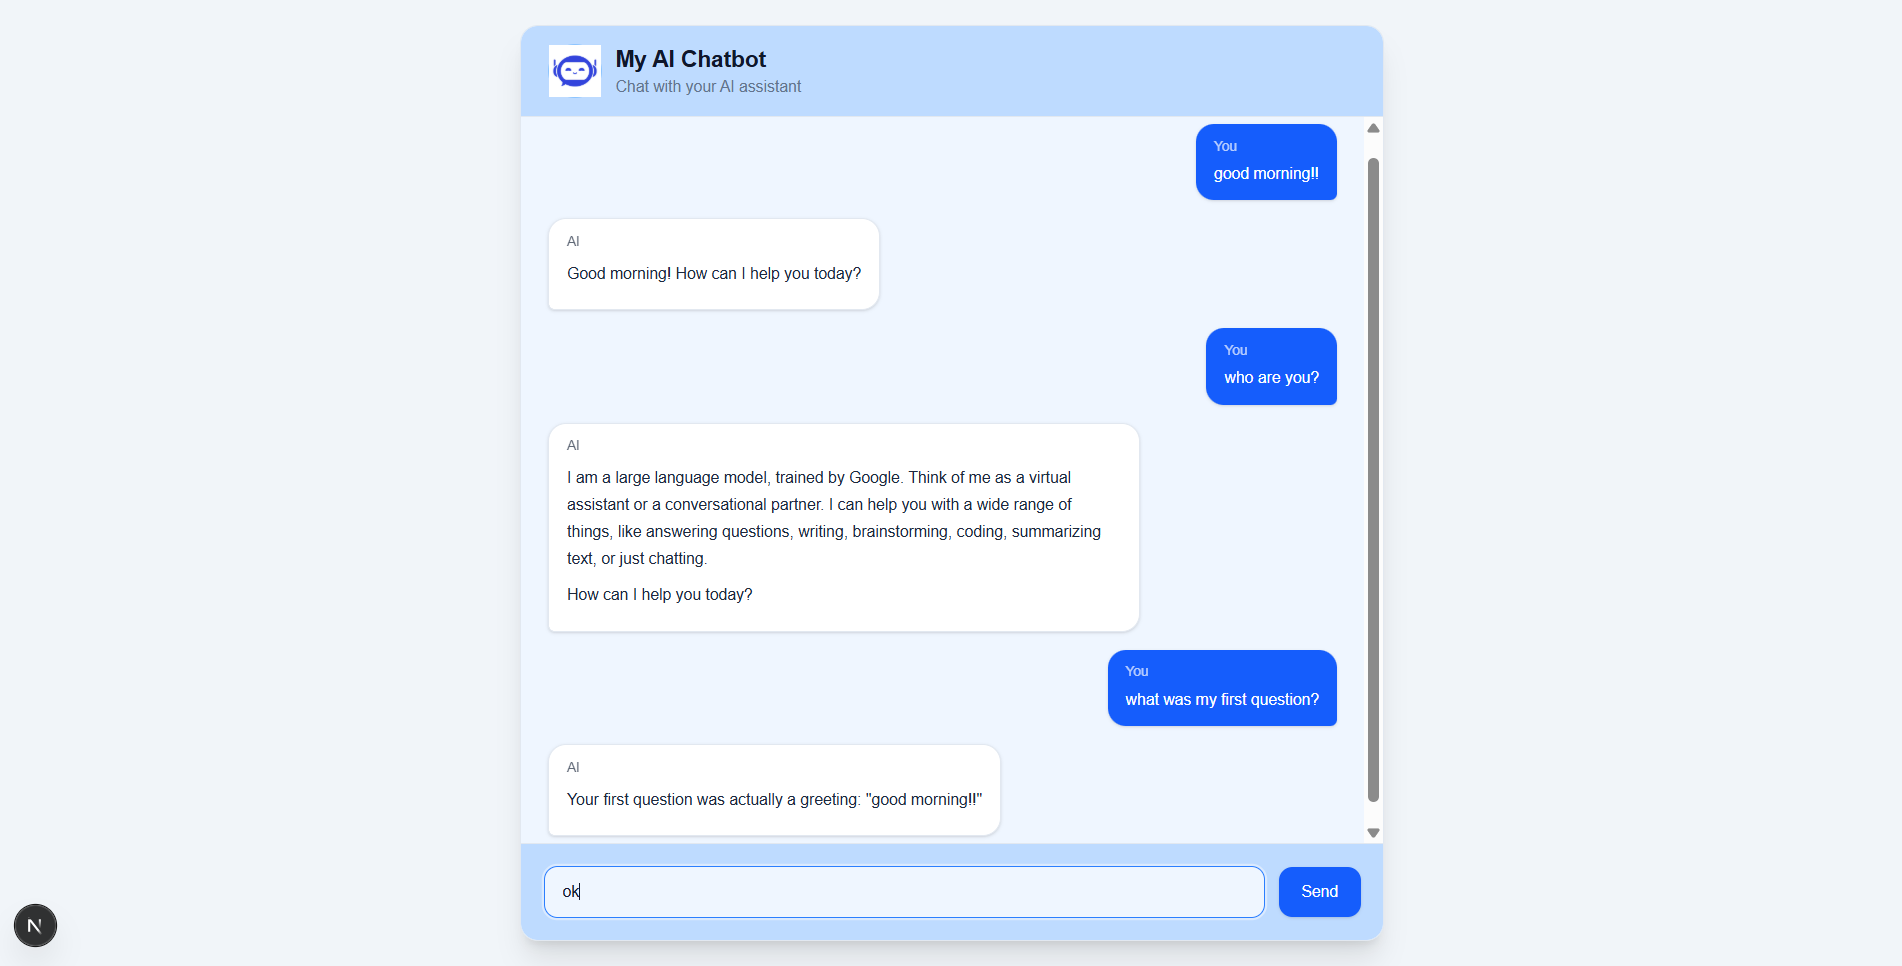 My AI Chatbot
Chat with your AI assistant
You
good morning!!
AI
Good morning! How can I help you today?
You
who are you?
AI
I am a large language model, trained by Google. Think of me as a virtual
assistant or a conversational partner. I can help you with a wide range of
things, like answering questions, writing, brainstorming, coding, summarizing
text, or just chatting.
How can I help you today?
You
what was my first question?
AI
Your first question was actually a greeting: "good morning!!"
ok
Send
N